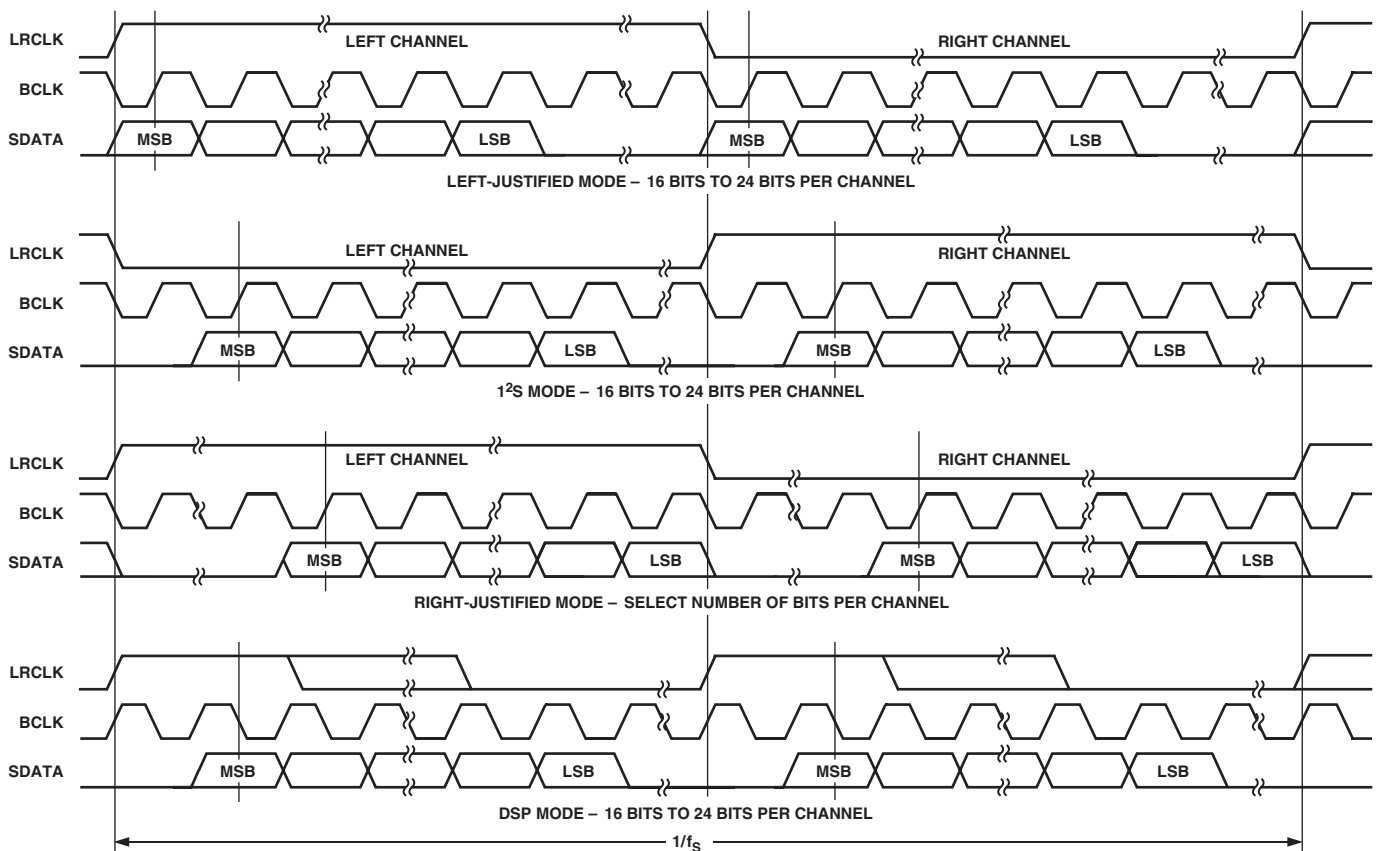 LRCLK LEFT CHANNEL RIGHT CHANNEL
BCLK
SDATA MSB LSB MSB LSB
LEFT-JUSTIFIED MODE – 16 BITS TO 24 BITS PER CHANNEL
LRCLK LEFT CHANNEL RIGHT CHANNEL
BCLK
SDATA MSB LSB MSB LSB
1²S MODE – 16 BITS TO 24 BITS PER CHANNEL
LRCLK LEFT CHANNEL RIGHT CHANNEL
BCLK
SDATA MSB LSB MSB LSB
RIGHT-JUSTIFIED MODE – SELECT NUMBER OF BITS PER CHANNEL
LRCLK
BCLK
SDATA MSB LSB MSB LSB
DSP MODE – 16 BITS TO 24 BITS PER CHANNEL
1/fS